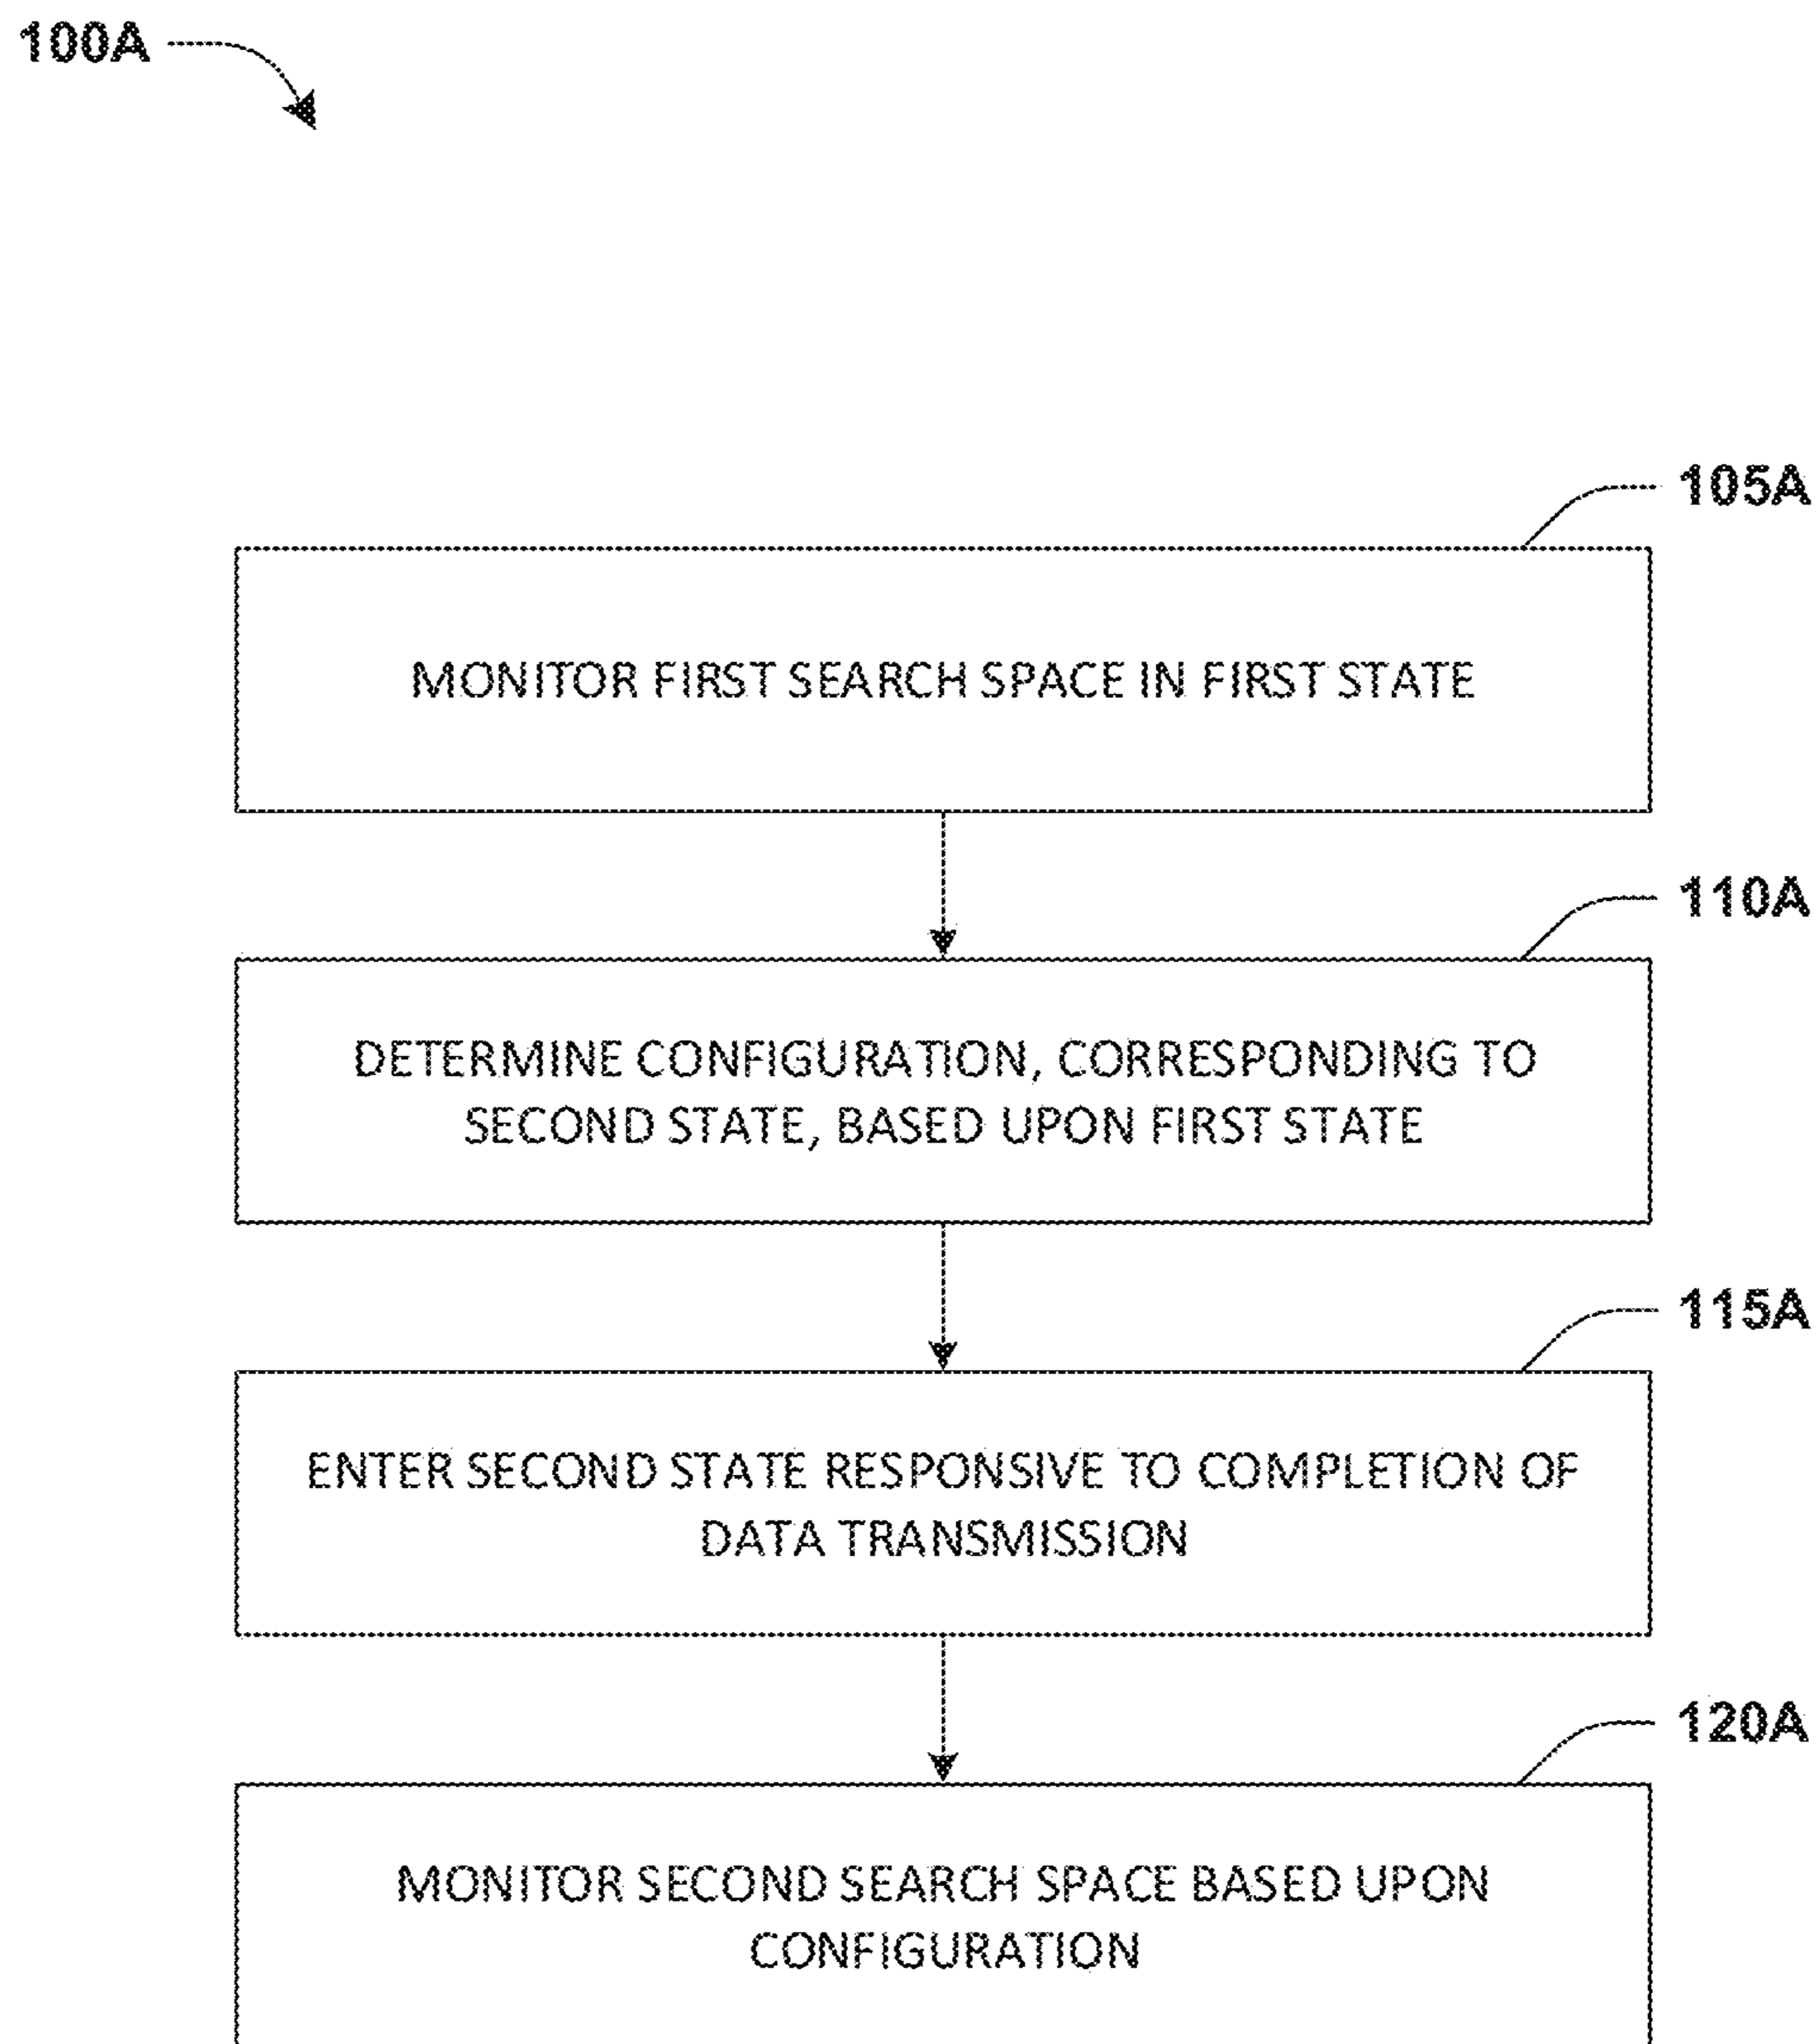 100A
105A
MONITOR FIRST SEARCH SPACE IN FIRST STATE
110A
DETERMINE CONFIGURATION, CORRESPONDING TO
SECOND STATE, BASED UPON FIRST STATE
115A
ENTER SECOND STATE RESPONSIVE TO COMPLETION OF
DATA TRANSMISSION
120A
MONITOR SECOND SEARCH SPACE BASED UPON
CONFIGURATION